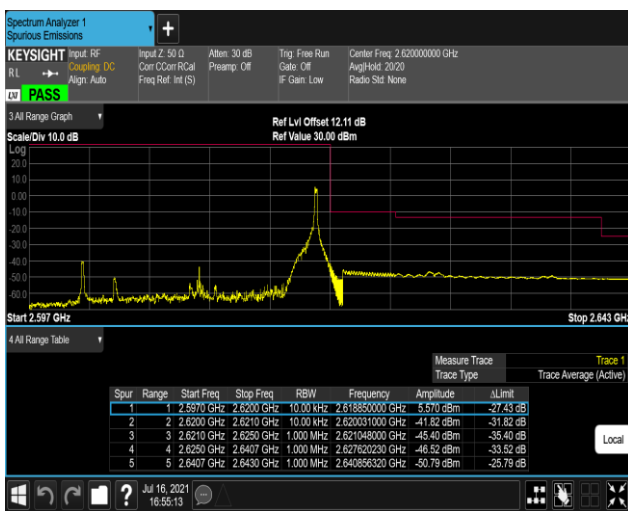 Spectrum Analyzer 1
Spurious Emissions
KEYSIGHT Input: RF Input Z: 50 Ω Atten: 30 dB Trig: Free Run Center Freq: 2.620000000 GHz
RL Coupling: DC Corr CCorr RCal Preamp: Off Gate: Off Avg|Hold: 20/20
Align: Auto Freq Ref: Int (S) IF Gain: Low Radio Std: None
LXI PASS
3 All Range Graph
Ref Lvl Offset 12.11 dB
Scale/Div 10.0 dB Ref Value 30.00 dBm
Log
20.0
10.0
0.00
-10.0
-20.0
-30.0
-40.0
-50.0
-60.0
Start 2.597 GHz Stop 2.643 GHz
4 All Range Table
Measure Trace Trace 1
Trace Type Trace Average (Active)
Spur Range Start Freq Stop Freq RBW Frequency Amplitude ΔLimit
1 1 2.5970 GHz 2.6200 GHz 10.00 kHz 2.618850000 GHz 5.570 dBm -27.43 dB
2 2 2.6200 GHz 2.6210 GHz 10.00 kHz 2.620031000 GHz -41.82 dBm -31.82 dB
3 3 2.6210 GHz 2.6250 GHz 1.000 MHz 2.621048000 GHz -45.40 dBm -35.40 dB
4 4 2.6250 GHz 2.6407 GHz 1.000 MHz 2.627620230 GHz -46.52 dBm -33.52 dB
5 5 2.6407 GHz 2.6430 GHz 1.000 MHz 2.640856320 GHz -50.79 dBm -25.79 dB
Local
Jul 16, 2021
16:55:13